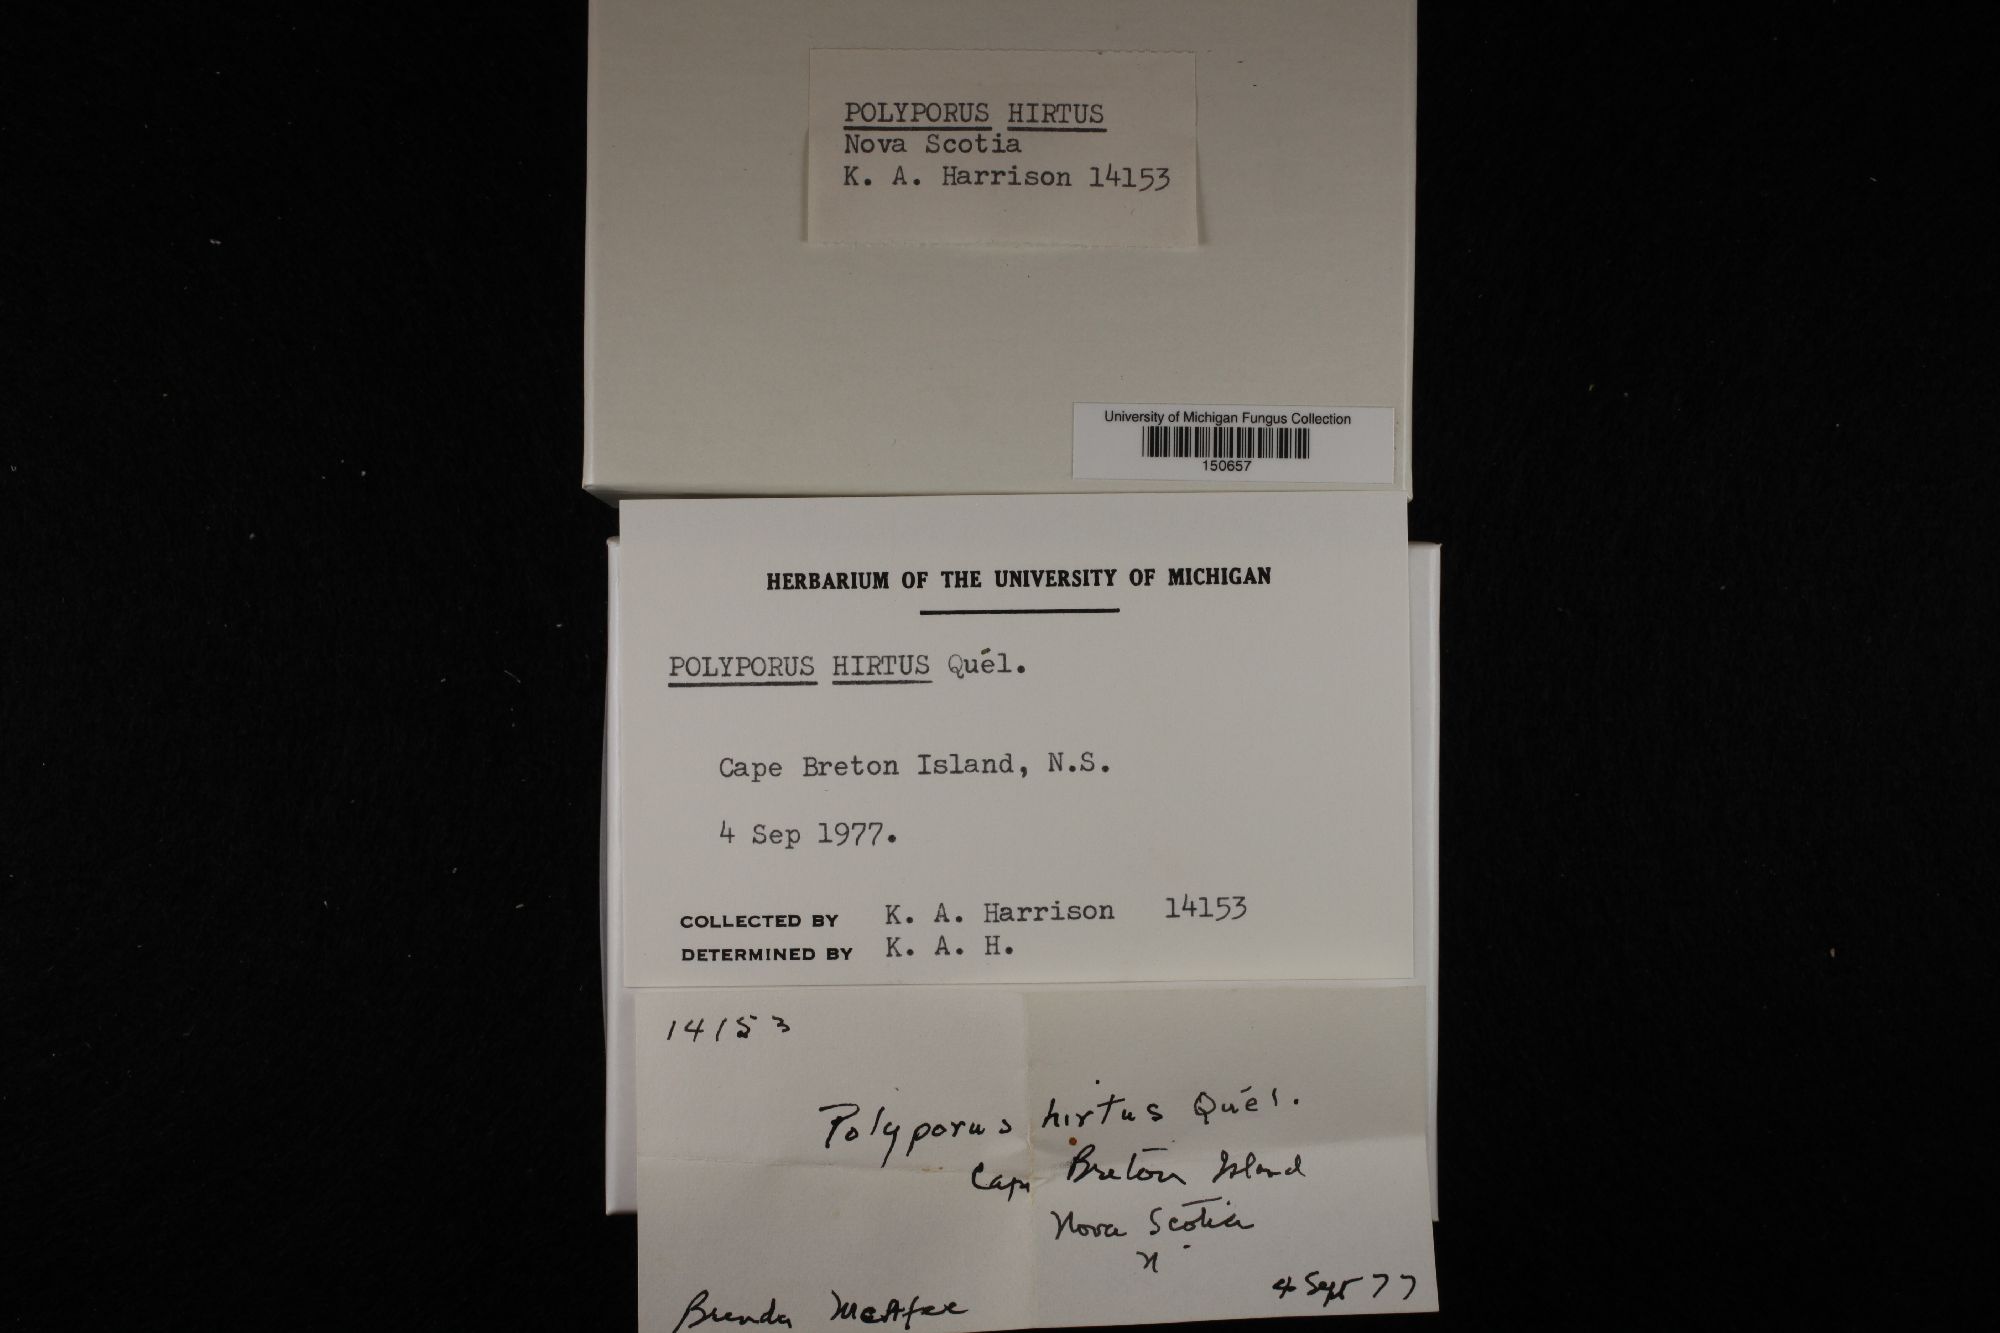 POLYPORUS HIRTUS
Nova Scotia
K. A. Harrison 14153
University of Michigan Fungus Collection
150657
HERBARIUM OF THE UNIVERSITY OF MICHIGAN
POLYPORUS HIRTUS Quél.
Cape Breton Island, N.S.
4 Sep 1977.
COLLECTED BY K. A. Harrison 14153
DETERMINED BY K. A. H.
14153
Polyporus hirtus Quél.
Cape Breton Island
Nova Scotia
4 Sept 77
Brenda McAfee